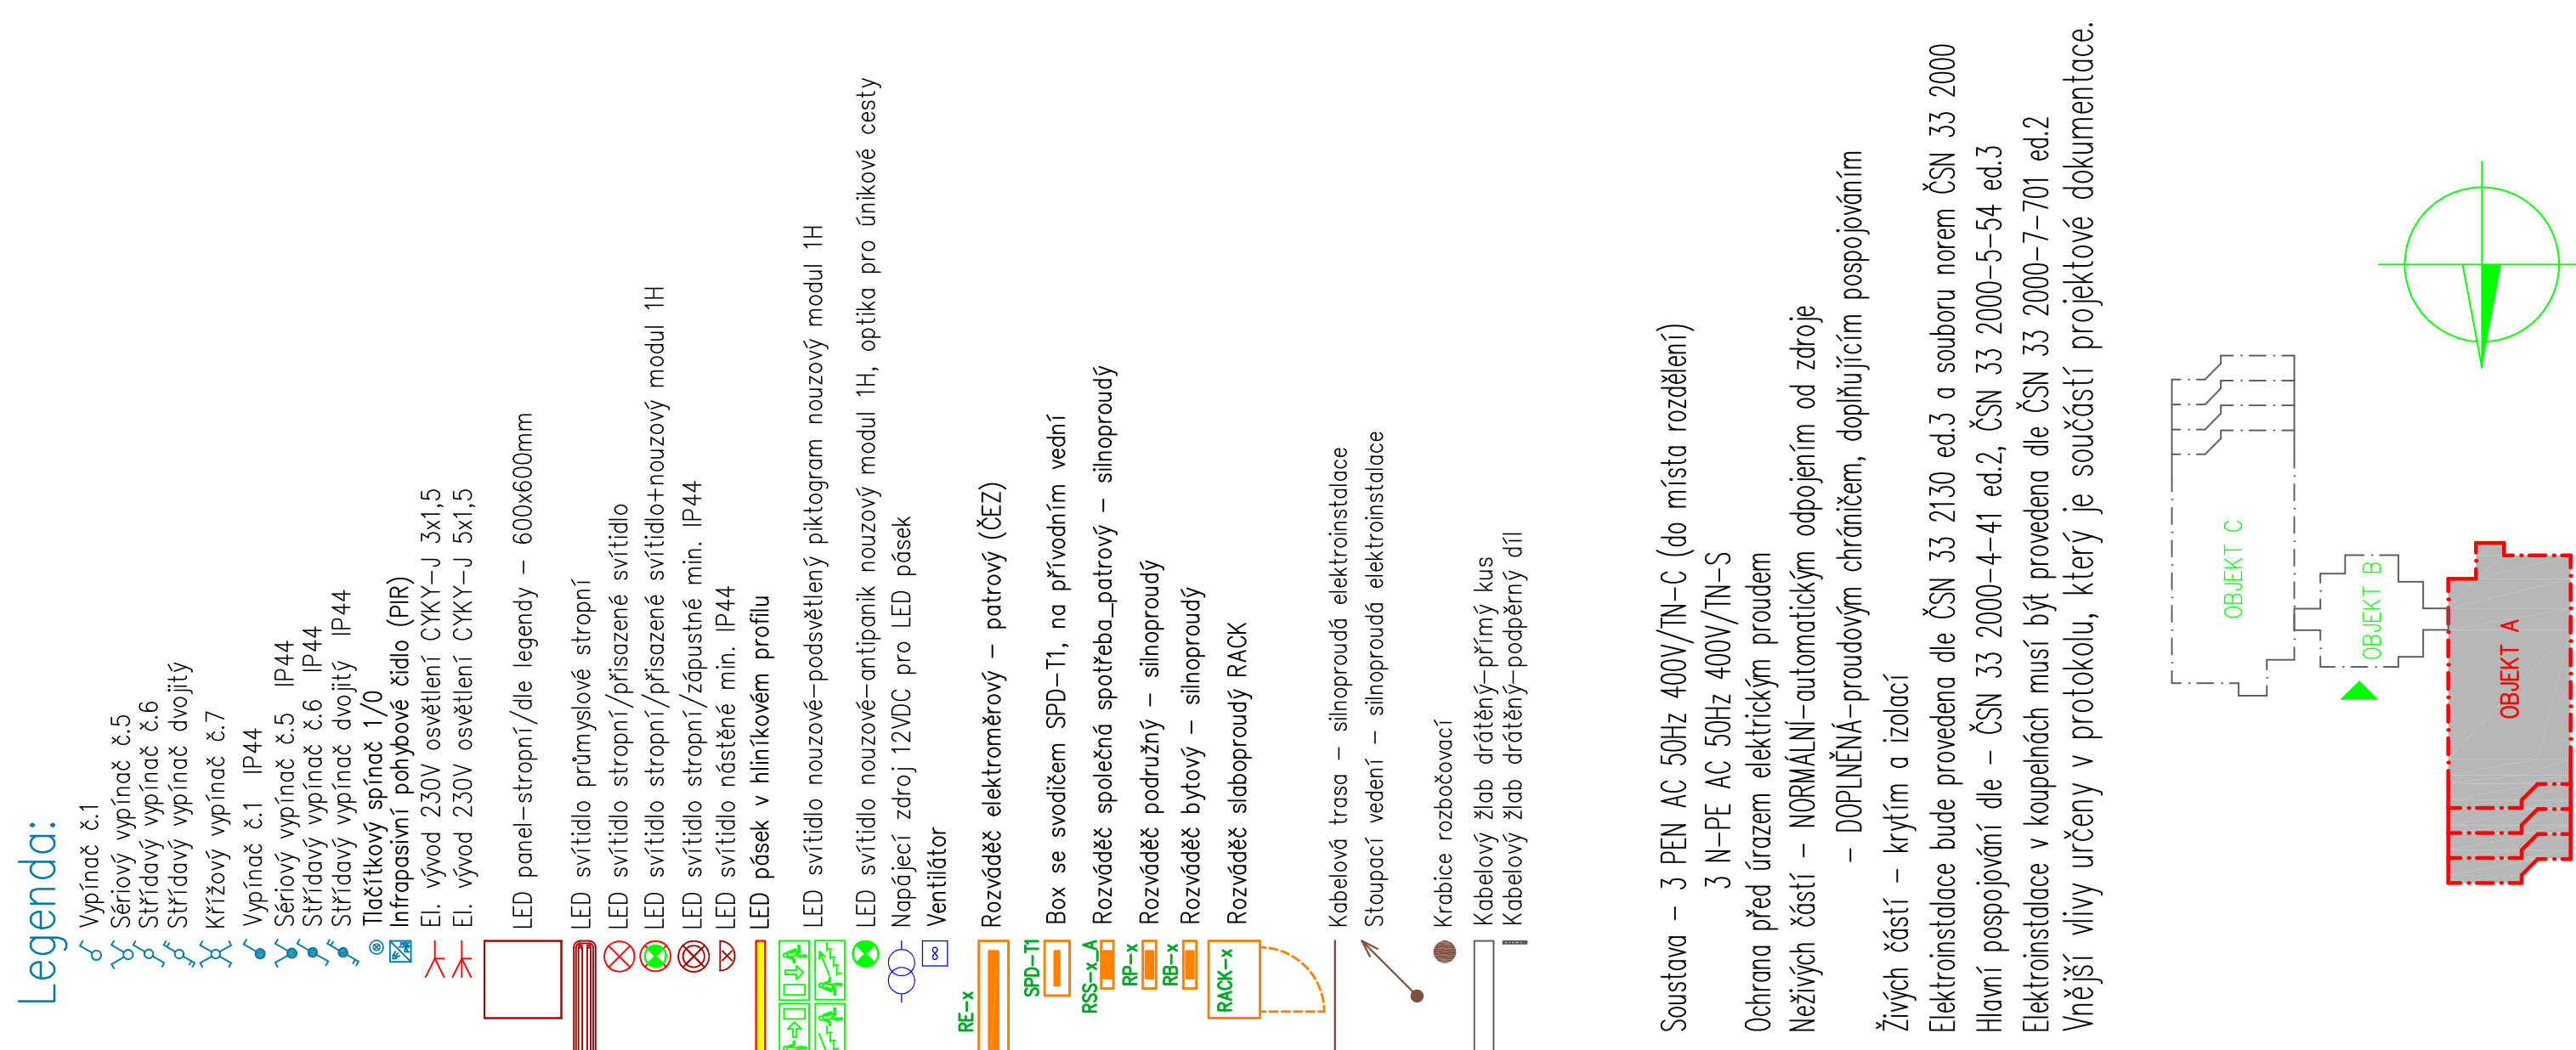 Legenda:
Vypínač č.1
Sériový vypínač č.5
Střídavý vypínač č.6
Střídavý vypínač dvojitý
Křížový vypínač č.7
Vypínač č.1 IP44
Sériový vypínač č.5 IP44
Střídavý vypínač č.6 IP44
Střídavý vypínač dvojitý IP44
Tlačítkový spínač 1/0
Infrapasivní pohybové čidlo (PIR)
El. vývod 230V osvětlení CYKY-J 3x1,5
El. vývod 230V osvětlení CYKY-J 5x1,5
LED panel-stropní/dle legendy - 600x600mm
LED svítidlo průmyslové stropní
LED svítidlo stropní/přisazené svítidlo
LED svítidlo stropní/přisazené svítidlo+nouzový modul 1H
LED svítidlo stropní/zápustné min. IP44
LED svítidlo nástěné min. IP44
LED pásek v hliníkovém profilu
LED svítidlo nouzové-podsvětlený piktogram nouzový modul 1H
LED svítidlo nouzové-antipanik nouzový modul 1H, optika pro únikové cesty
Napájecí zdroj 12VDC pro LED pásek
Ventilátor
RE-x Rozváděč elektroměrový - patrový (ČEZ)
SPD-T1 Box se svodičem SPD-T1, na přívodním vední
RSS-x_A Rozváděč společná spotřeba_patrový - silnoproudý
RP-x Rozváděč podružný - silnoproudý
RB-x Rozváděč bytový - silnoproudý
RACK-x Rozváděč slaboproudý RACK
Kabelová trasa - silnoproudá elektroinstalace
Stoupací vedení - silnoproudá elektroinstalace
Krabice rozbočovací
Kabelový žlab drátěný-přímý kus
Kabelový žlab drátěný-podpěrný díl
Soustava - 3 PEN AC 50Hz 400V/TN-C (do místa rozdělení)
3 N-PE AC 50Hz 400V/TN-S
Ochrana před úrazem elektrickým proudem
Neživých částí - NORMÁLNÍ-automatickým odpojením od zdroje
- DOPLNĚNÁ-proudovým chráničem, doplňujícím pospojováním
Živých částí - krytím a izolací
Elektroinstalace bude provedena dle ČSN 33 2130 ed.3 a souboru norem ČSN 33 2000
Hlavní pospojování dle - ČSN 33 2000-4-41 ed.2, ČSN 33 2000-5-54 ed.3
Elektroinstalace v koupelnách musí být provedena dle ČSN 33 2000-7-701 ed.2
Vnější vlivy určeny v protokolu, který je součástí projektové dokumentace.
OBJEKT C
OBJEKT B
OBJEKT A